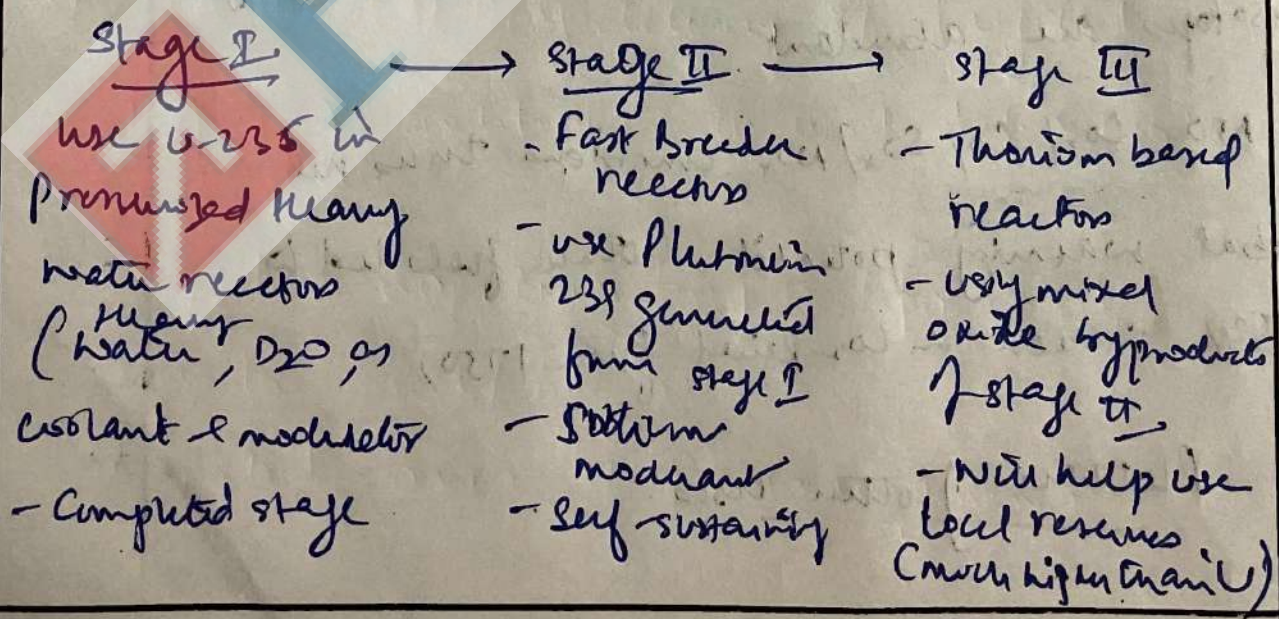 Stage I → Stage II → Stage III
Use U-235 in
Pressurized Heavy
water reactors
(Heavy water, D2O, as
coolant & modulator
- Completed stage
- Fast Breeder
reactors
- use Plutonium
239 generated
from stage I
- Sodium
moderant
- Self-sustaining
- Thorium based
reactors
- using mixed
oxide byproducts
of stage II
- Will help use
local reserves
(much higher than U)